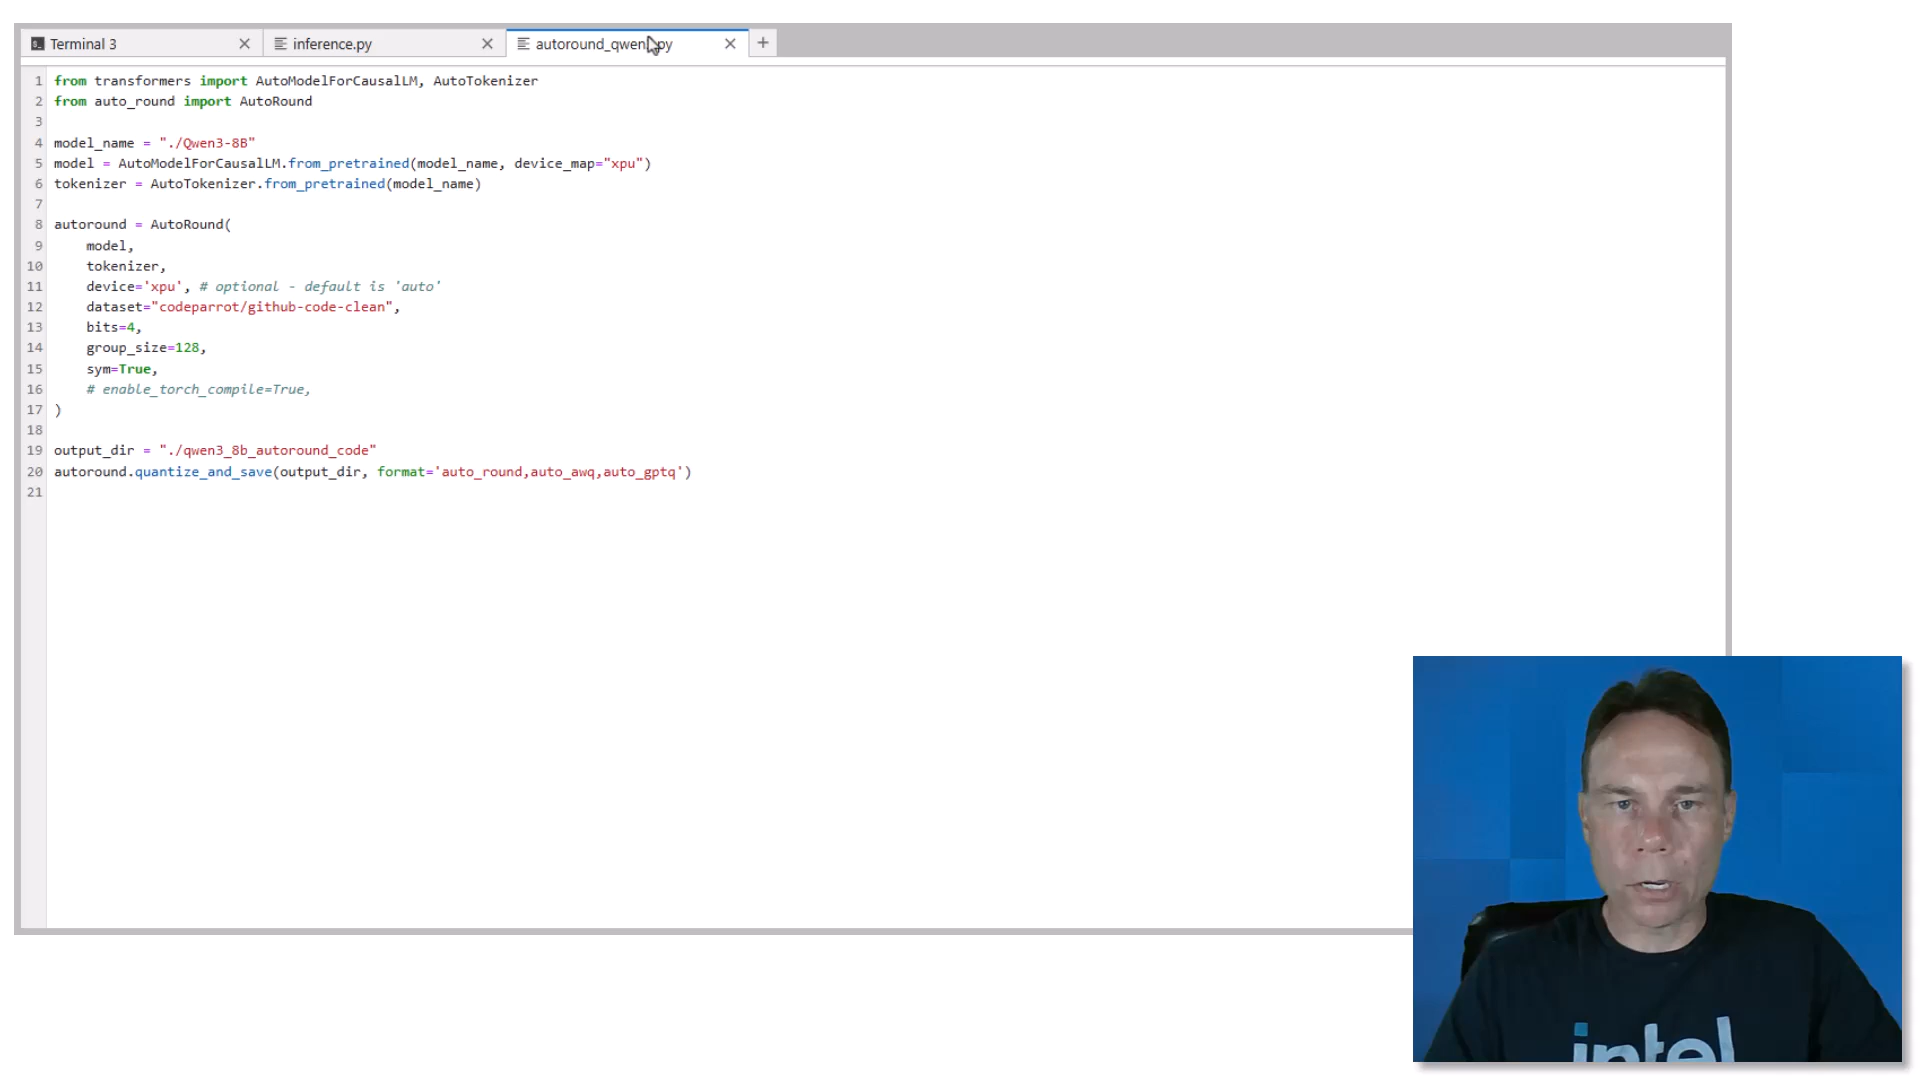 Terminal 3
inference.py
autoround_qwen.py
1 from transformers import AutoModelForCausalLM, AutoTokenizer
2 from auto_round import AutoRound
3
4 model_name = "./Qwen3-8B"
5 model = AutoModelForCausalLM.from_pretrained(model_name, device_map="xpu")
6 tokenizer = AutoTokenizer.from_pretrained(model_name)
7
8 autoround = AutoRound(
9     model,
10     tokenizer,
11     device='xpu', # optional - default is 'auto'
12     dataset="codeparrot/github-code-clean",
13     bits=4,
14     group_size=128,
15     sym=True,
16     # enable_torch_compile=True,
17 )
18
19 output_dir = "./qwen3_8b_autoround_code"
20 autoround.quantize_and_save(output_dir, format='auto_round,auto_awq,auto_gptq')
21
intel